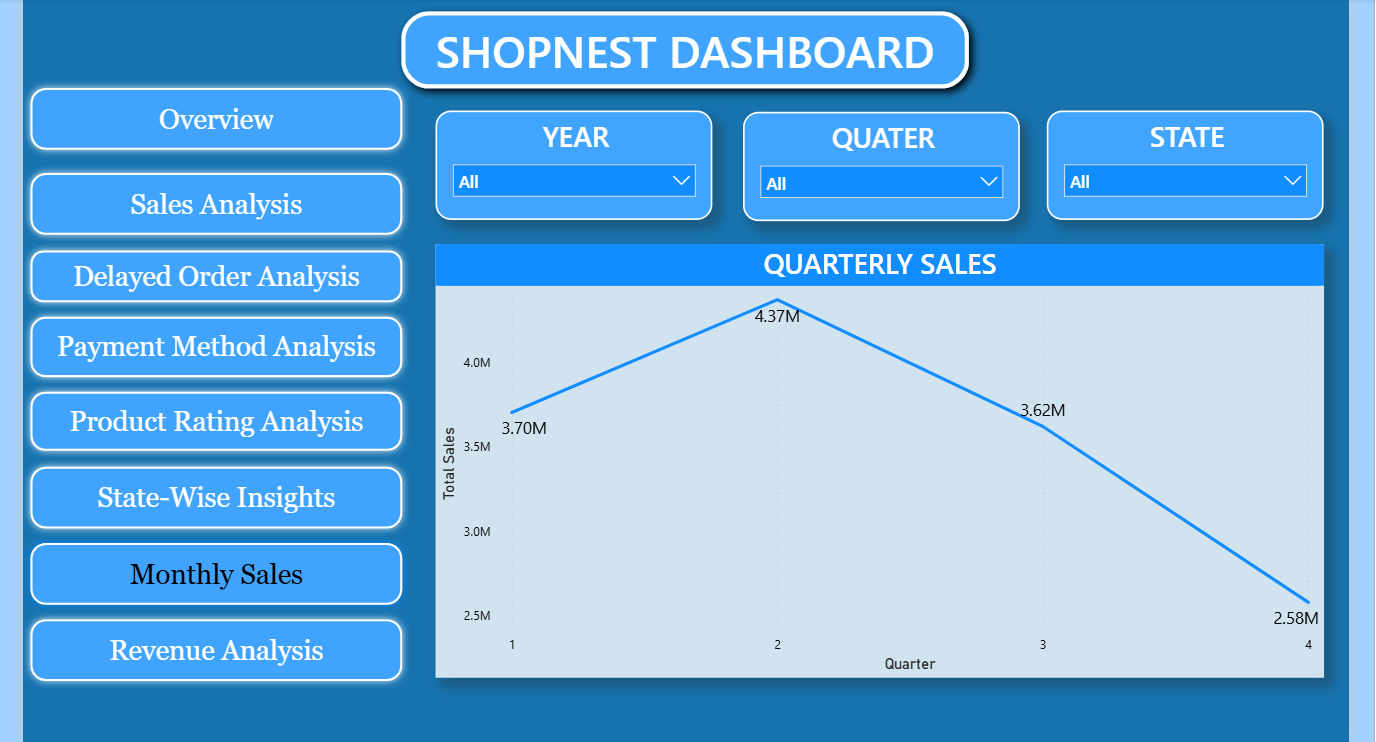 SHOPNEST DASHBOARD
Overview
Sales Analysis
Delayed Order Analysis
Payment Method Analysis
Product Rating Analysis
State-Wise Insights
Monthly Sales
Revenue Analysis
YEAR
All
QUATER
All
STATE
All
QUARTERLY SALES
Total Sales
4.0M
3.5M
3.0M
2.5M
3.70M
4.37M
3.62M
2.58M
1
2
3
4
Quarter